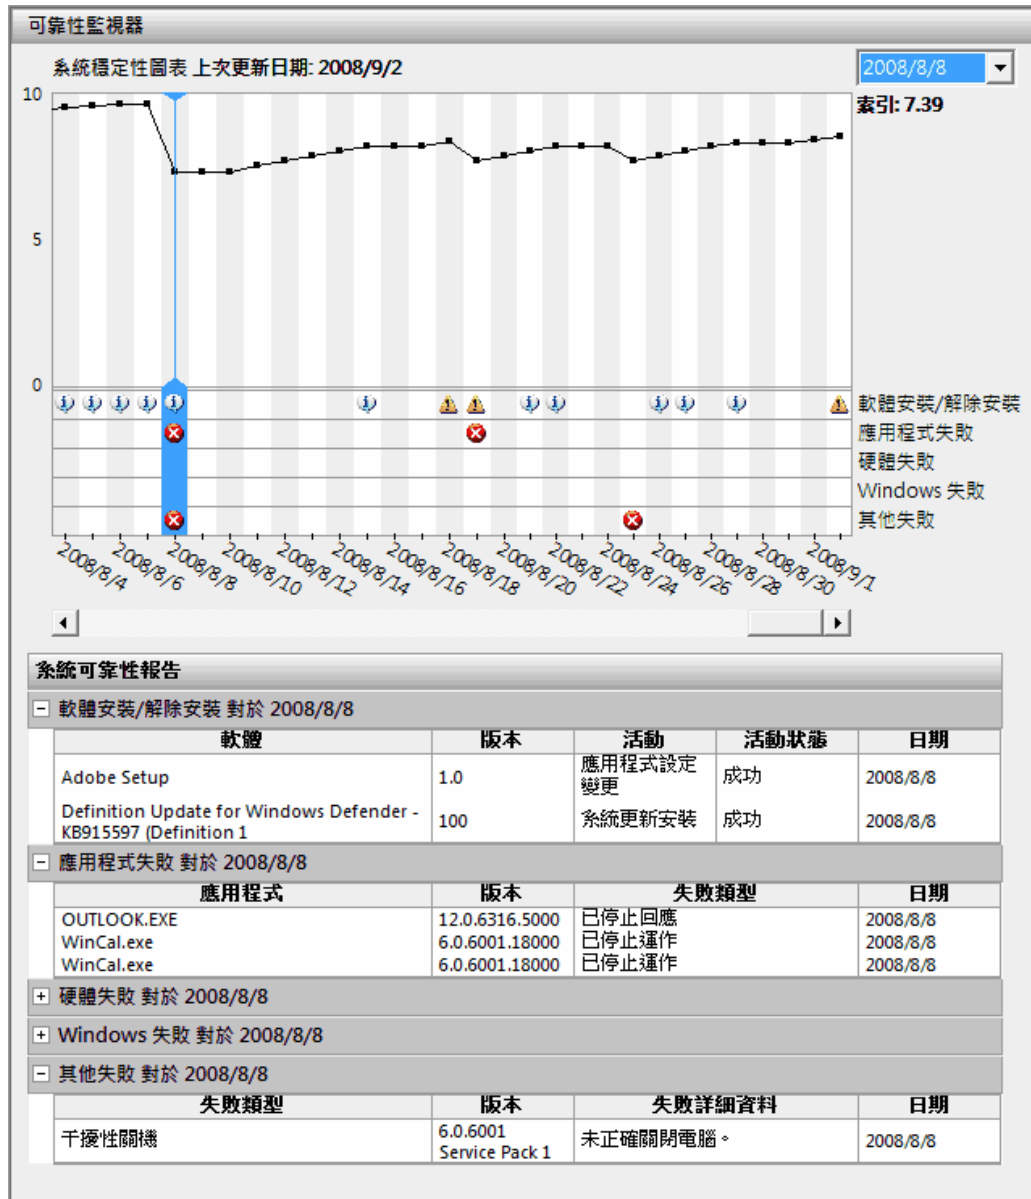 可靠性監視器
系統穩定性圖表 上次更新日期: 2008/9/2
2008/8/8
索引: 7.39
10
5
0
軟體安裝/解除安裝
應用程式失敗
硬體失敗
Windows 失敗
其他失敗
2008/8/4 2008/8/6 2008/8/8 2008/8/10 2008/8/12 2008/8/14 2008/8/16 2008/8/18 2008/8/20 2008/8/22 2008/8/24 2008/8/26 2008/8/28 2008/8/30 2008/9/1
系統可靠性報告
軟體安裝/解除安裝 對於 2008/8/8
軟體 版本 活動 活動狀態 日期
Adobe Setup 1.0 應用程式設定變更 成功 2008/8/8
Definition Update for Windows Defender -
KB915597 (Definition 1 100 系統更新安裝 成功 2008/8/8
應用程式失敗 對於 2008/8/8
應用程式 版本 失敗類型 日期
OUTLOOK.EXE 12.0.6316.5000 已停止回應 2008/8/8
WinCal.exe 6.0.6001.18000 已停止運作 2008/8/8
WinCal.exe 6.0.6001.18000 已停止運作 2008/8/8
硬體失敗 對於 2008/8/8
Windows 失敗 對於 2008/8/8
其他失敗 對於 2008/8/8
失敗類型 版本 失敗詳細資料 日期
干擾性關機 6.0.6001 Service Pack 1 未正確關閉電腦。 2008/8/8